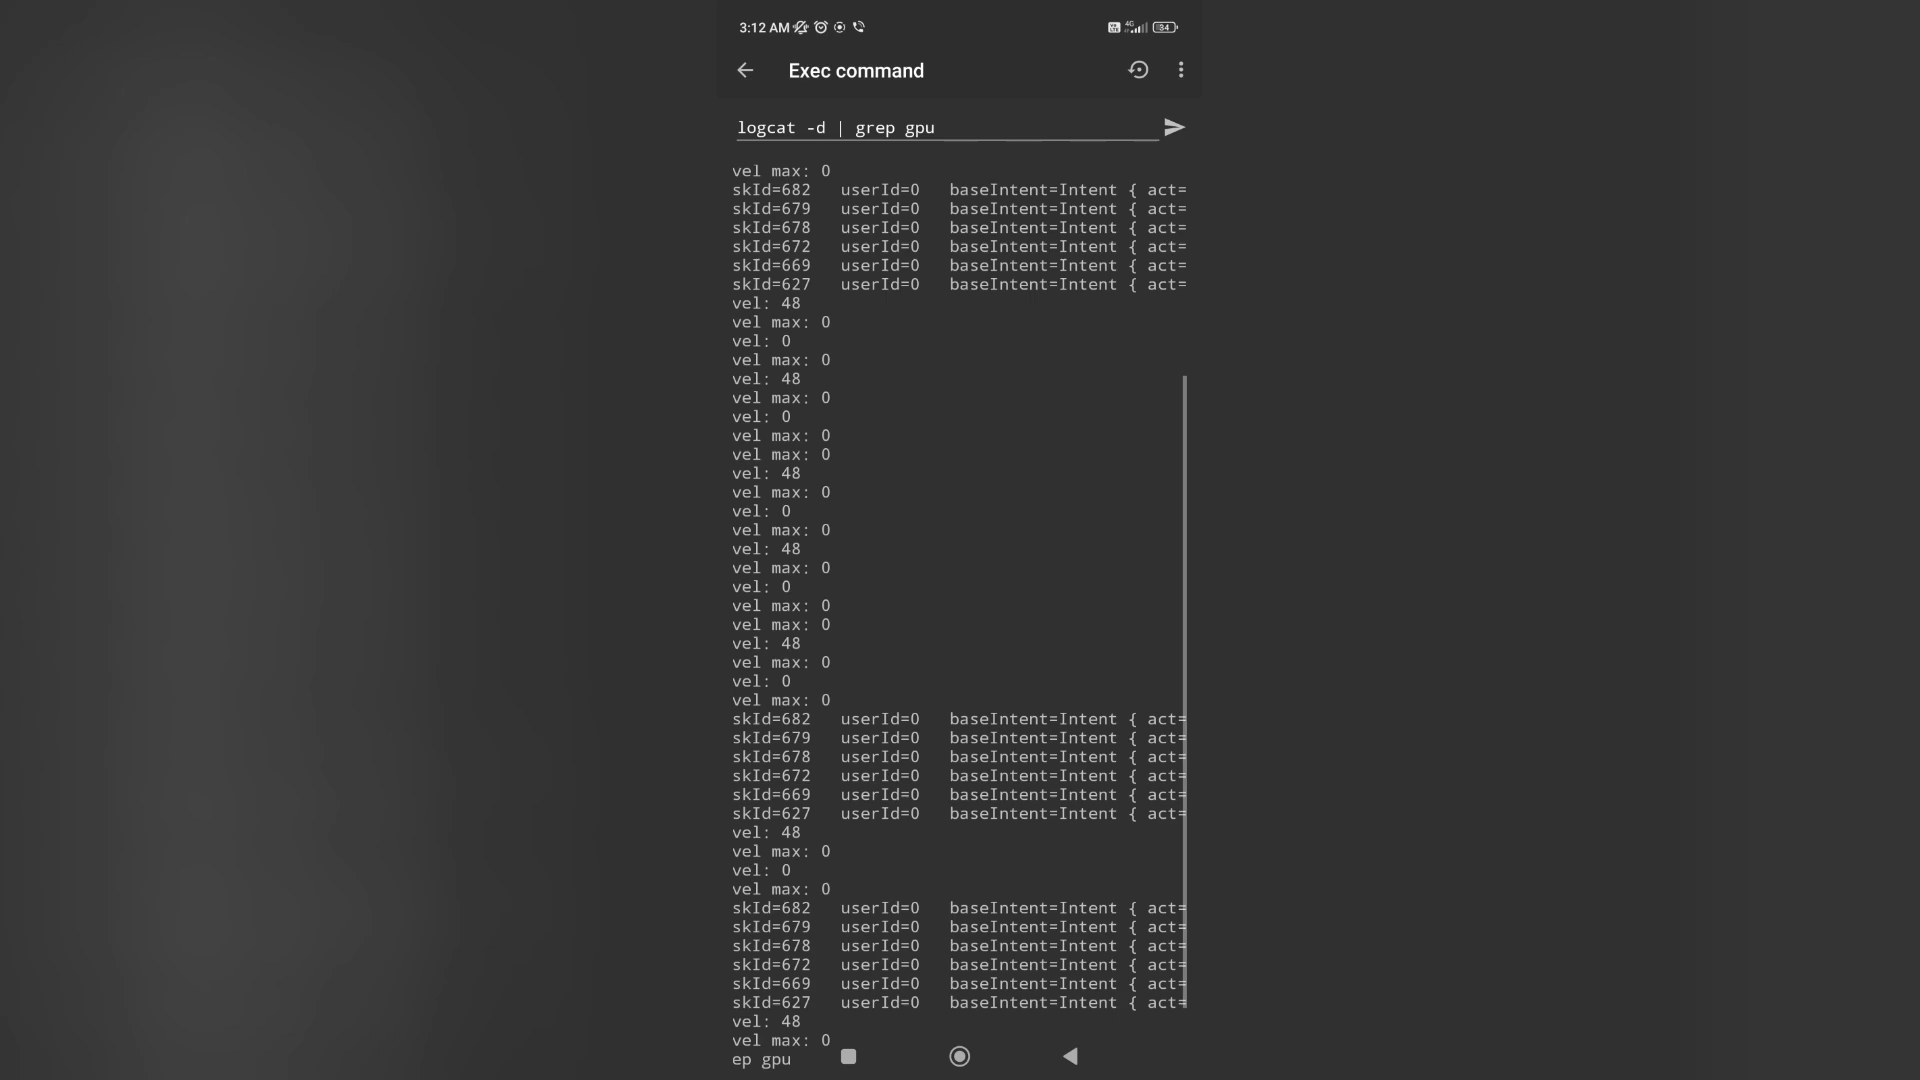 3:12 AM 4G 34
Exec command
logcat -d | grep gpu
vel max: 0
skId=682   userId=0   baseIntent=Intent { act=
skId=679   userId=0   baseIntent=Intent { act=
skId=678   userId=0   baseIntent=Intent { act=
skId=672   userId=0   baseIntent=Intent { act=
skId=669   userId=0   baseIntent=Intent { act=
skId=627   userId=0   baseIntent=Intent { act=
vel: 48
vel max: 0
vel: 0
vel max: 0
vel: 48
vel max: 0
vel: 0
vel max: 0
vel max: 0
vel: 48
vel max: 0
vel: 0
vel max: 0
vel: 48
vel max: 0
vel: 0
vel max: 0
vel max: 0
vel: 48
vel max: 0
vel: 0
vel max: 0
skId=682   userId=0   baseIntent=Intent { act=
skId=679   userId=0   baseIntent=Intent { act=
skId=678   userId=0   baseIntent=Intent { act=
skId=672   userId=0   baseIntent=Intent { act=
skId=669   userId=0   baseIntent=Intent { act=
skId=627   userId=0   baseIntent=Intent { act=
vel: 48
vel max: 0
vel: 0
vel max: 0
skId=682   userId=0   baseIntent=Intent { act=
skId=679   userId=0   baseIntent=Intent { act=
skId=678   userId=0   baseIntent=Intent { act=
skId=672   userId=0   baseIntent=Intent { act=
skId=669   userId=0   baseIntent=Intent { act=
skId=627   userId=0   baseIntent=Intent { act=
vel: 48
vel max: 0
ep gpu